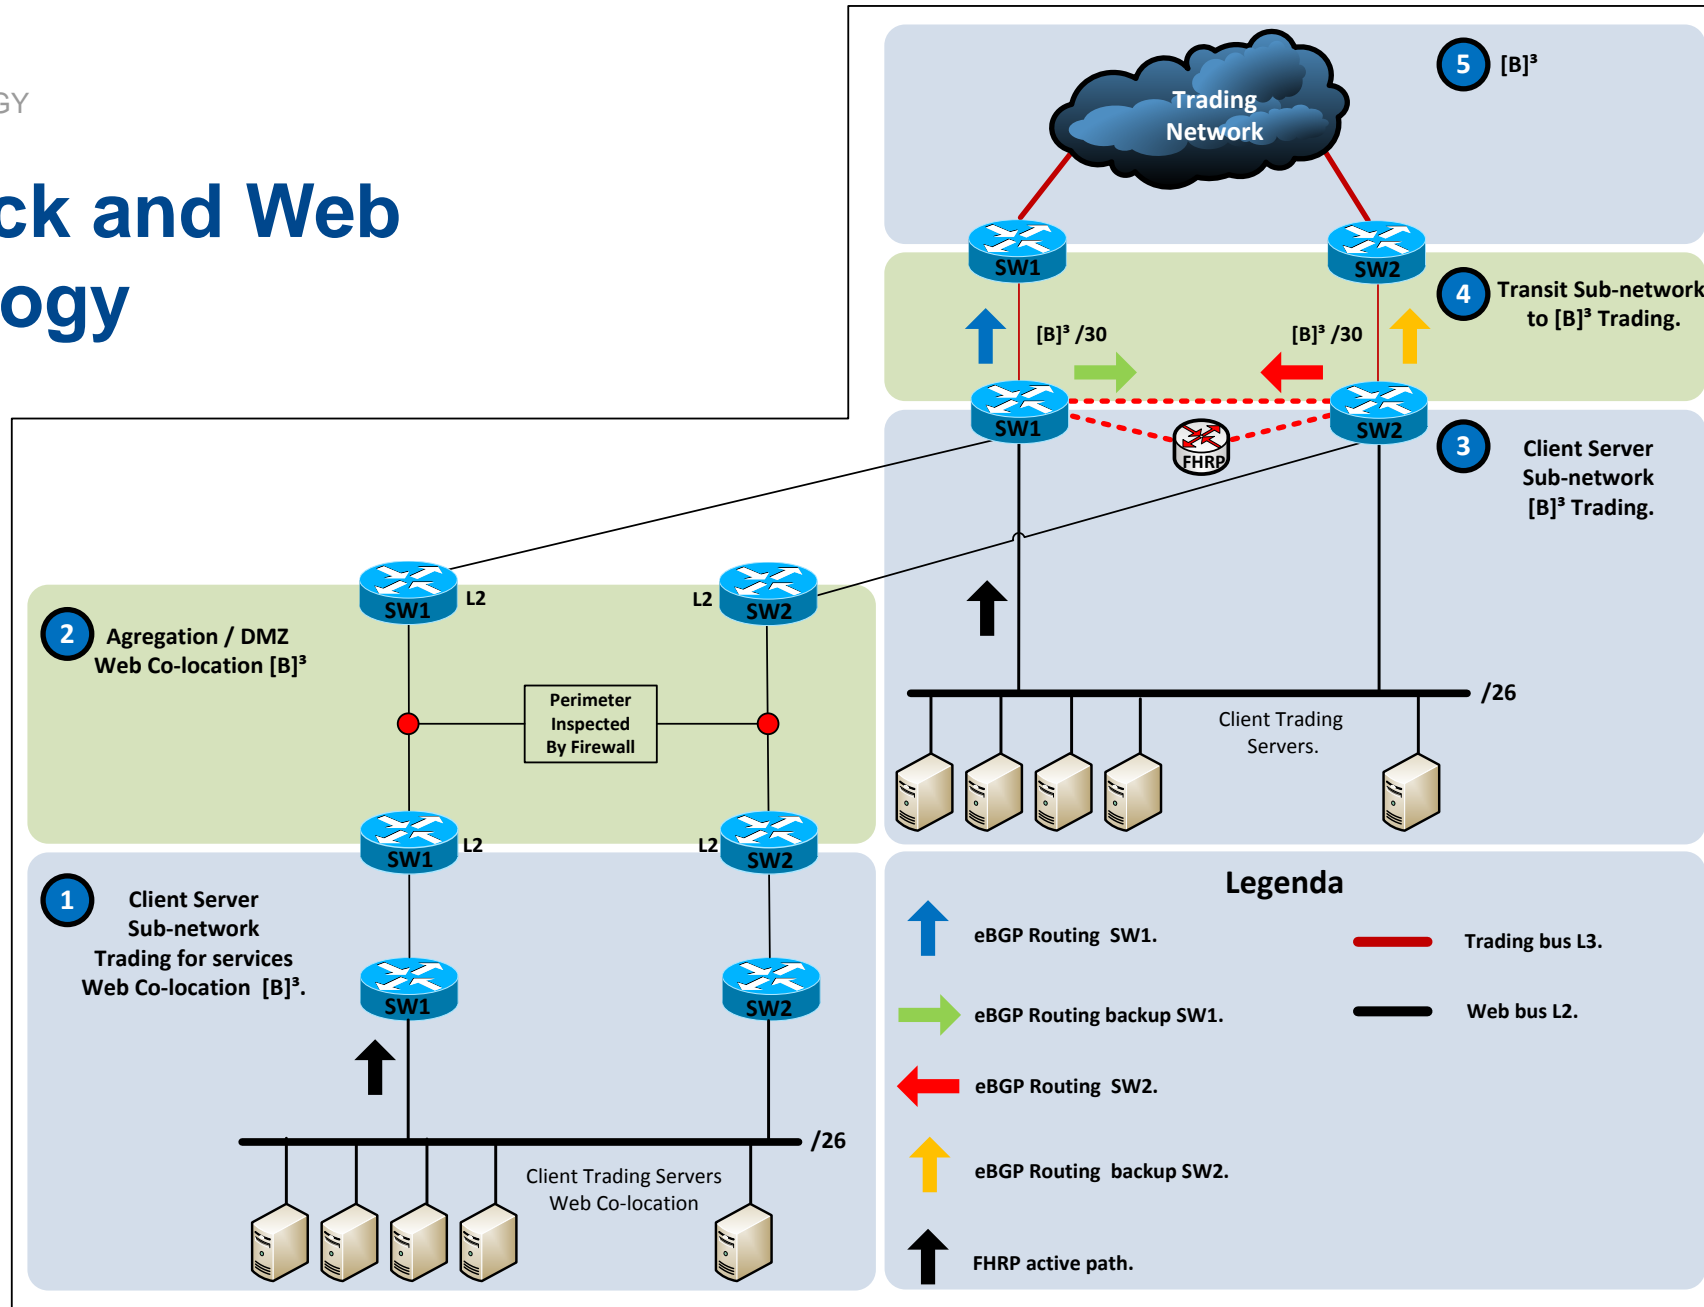 GY
ck and Web
ogy
5
[B]³
Trading
Network
SW1
SW2
4
Transit Sub-network
to [B]³ Trading.
[B]³ /30
[B]³ /30
SW1
SW2
FHRP
3
Client Server
Sub-network
[B]³ Trading.
/26
Client Trading
Servers.
2
Agregation / DMZ
Web Co-location [B]³
SW1
L2
L2
SW2
Perimeter
Inspected
By Firewall
SW1
L2
L2
SW2
1
Client Server
Sub-network
Trading for services
Web Co-location [B]³.
SW1
SW2
/26
Client Trading Servers
Web Co-location
Legenda
eBGP Routing SW1.
Trading bus L3.
eBGP Routing backup SW1.
Web bus L2.
eBGP Routing SW2.
eBGP Routing backup SW2.
FHRP active path.